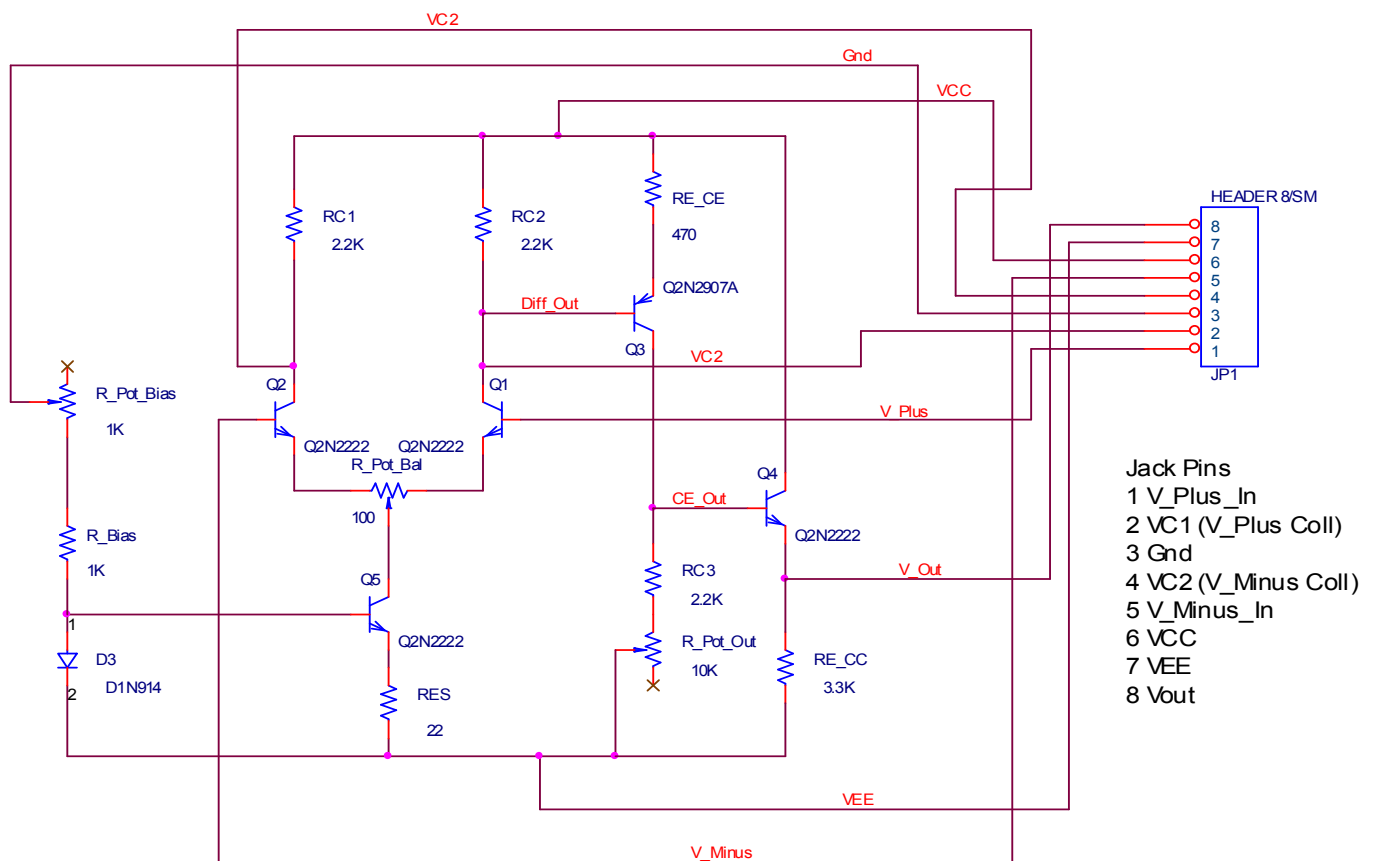 VC2
Gnd
VCC
HEADER 8/SM
RC1
2.2K
RC2
2.2K
RE_CE
470
8
7
6
5
4
3
2
1
JP1
Q2N2907A
Diff_Out
Q3
VC2
R_Pot_Bias
1K
Q2
Q1
V_Plus
Q2N2222
Q2N2222
R_Pot_Bal
100
Q4
CE_Out
Q2N2222
Jack Pins
1 V_Plus_In
2 VC1 (V_Plus Coll)
3 Gnd
4 VC2 (V_Minus Coll)
5 V_Minus_In
6 VCC
7 VEE
8 Vout
R_Bias
1K
Q5
RC3
2.2K
V_Out
1
Q2N2222
D3
D1N914
2
R_Pot_Out
10K
RE_CC
3.3K
RES
22
VEE
V_Minus